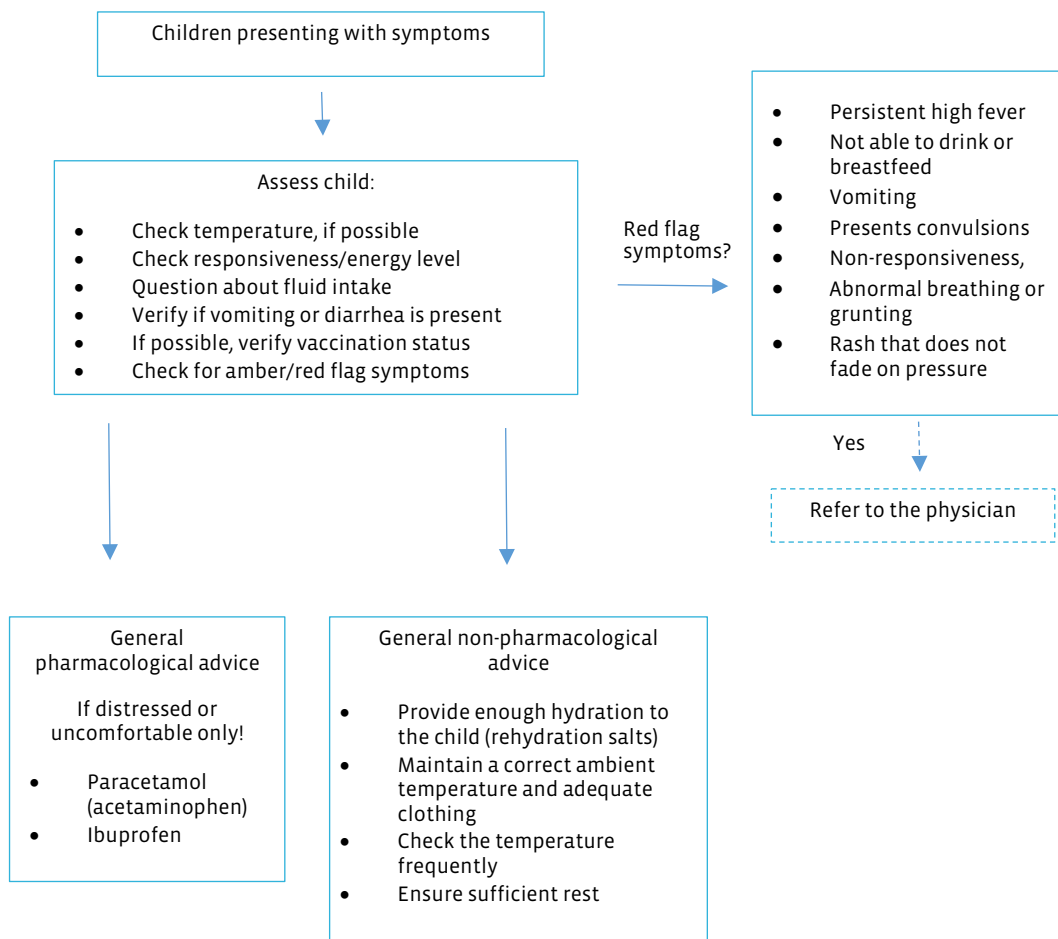 Children presenting with symptoms
Assess child:
• Check temperature, if possible
• Check responsiveness/energy level
• Question about fluid intake
• Verify if vomiting or diarrhea is present
• If possible, verify vaccination status
• Check for amber/red flag symptoms
Red flag
symptoms?
• Persistent high fever
• Not able to drink or
breastfeed
• Vomiting
• Presents convulsions
• Non-responsiveness,
• Abnormal breathing or
grunting
• Rash that does not
fade on pressure
Yes
Refer to the physician
General
pharmacological advice
If distressed or
uncomfortable only!
• Paracetamol
(acetaminophen)
• Ibuprofen
General non-pharmacological
advice
• Provide enough hydration to
the child (rehydration salts)
• Maintain a correct ambient
temperature and adequate
clothing
• Check the temperature
frequently
• Ensure sufficient rest